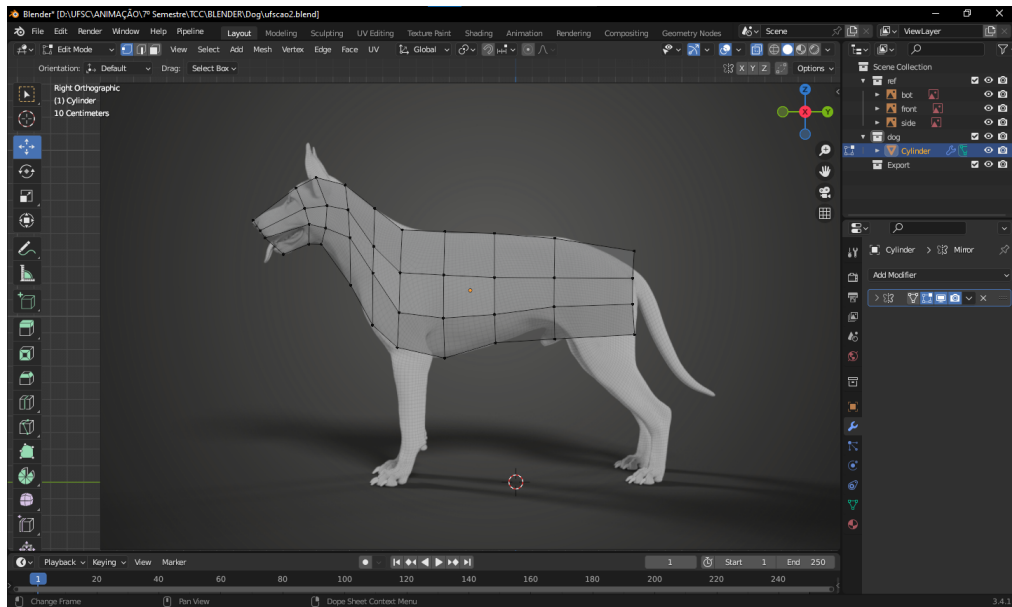 Blender* [D:\UFSC\ANIMAÇÃO\7º Semestre\TCC\BLENDER\Dog\ufscao2.blend]
File Edit Render Window Help Pipeline Layout Modeling Sculpting UV Editing Texture Paint Shading Animation Rendering Compositing Geometry Nodes Scene ViewLayer
Edit Mode View Select Add Mesh Vertex Edge Face UV Global
Orientation: Default Drag: Select Box X Y Z Options
Right Orthographic
(1) Cylinder
10 Centimeters
Z
X
Y
Scene Collection
ref
bot
front
side
dog
Cylinder
Export
Cylinder > Mirror
Add Modifier
Playback Keying View Marker 1 Start 1 End 250
1 20 40 60 80 100 120 140 160 180 200 220 240
Change Frame Pan View Dope Sheet Context Menu 3.4.1